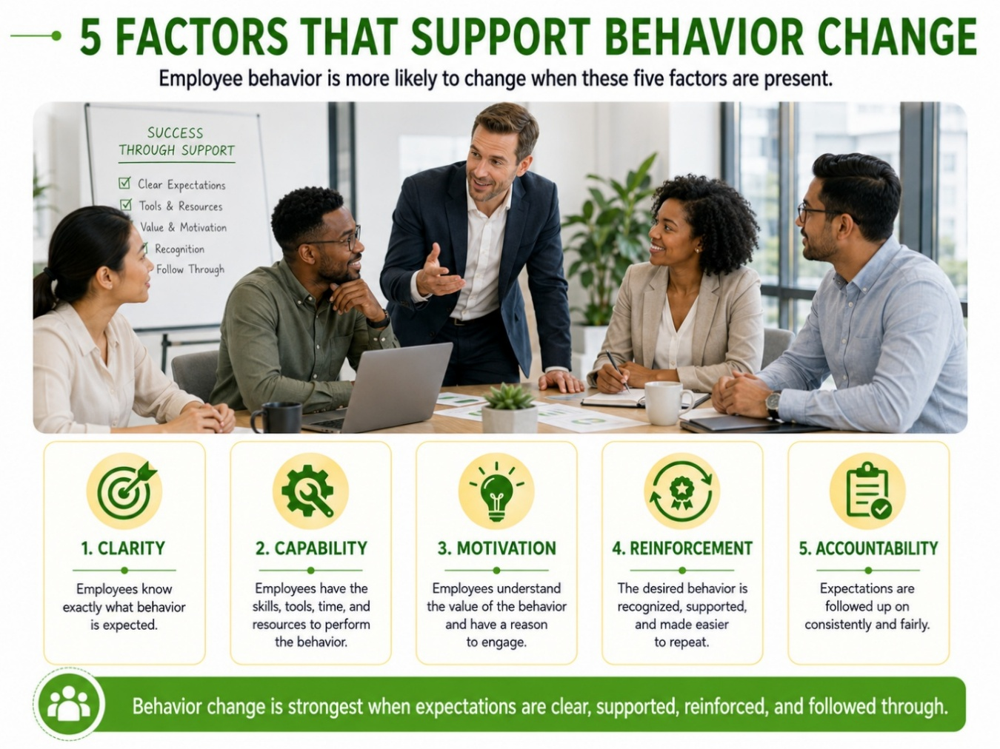 5 FACTORS THAT SUPPORT BEHAVIOR CHANGE
Employee behavior is more likely to change when these five factors are present.
SUCCESS
THROUGH SUPPORT
Clear Expectations
Tools & Resources
Value & Motivation
Recognition
Follow Through
1. CLARITY
Employees know
exactly what behavior
is expected.
2. CAPABILITY
Employees have the
skills, tools, time, and
resources to perform
the behavior.
3. MOTIVATION
Employees understand
the value of the behavior
and have a reason
to engage.
4. REINFORCEMENT
The desired behavior is
recognized, supported,
and made easier
to repeat.
5. ACCOUNTABILITY
Expectations are
followed up on
consistently and fairly.
Behavior change is strongest when expectations are clear, supported, reinforced, and followed through.